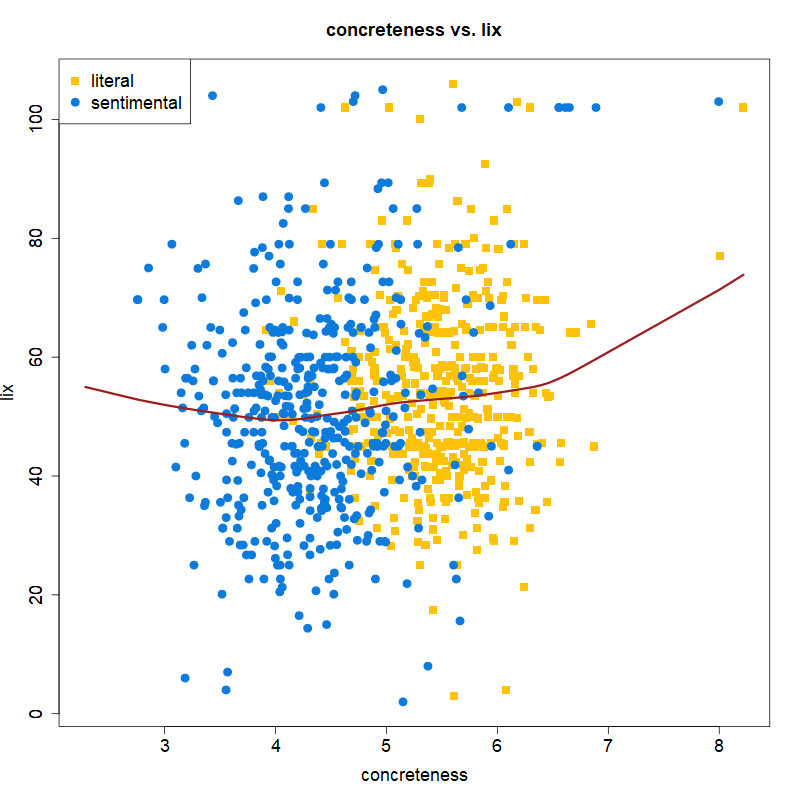 concreteness vs. lix
literal
sentimental
100
80
60
40
20
0
lix
3 4 5 6 7 8
concreteness